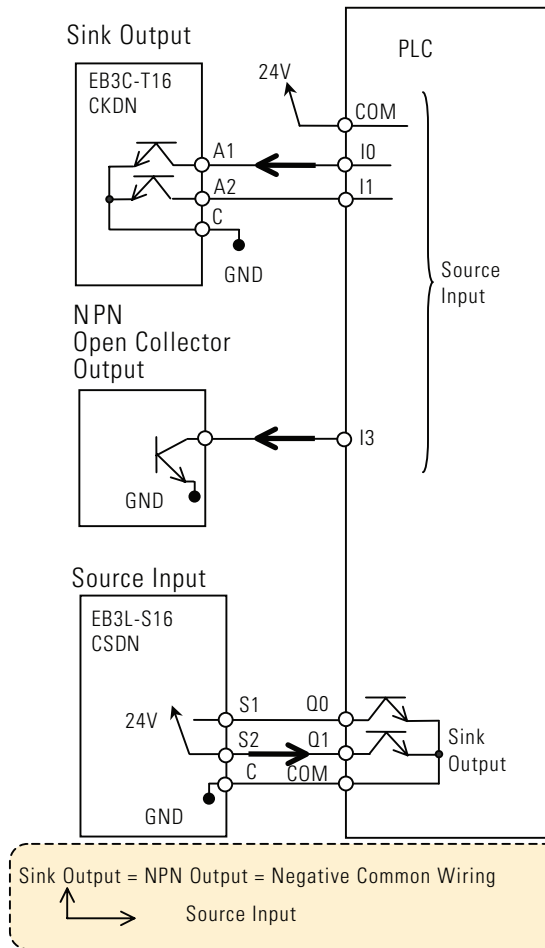 Sink Output
EB3C-T16
CKDN
24V
PLC
COM
A1
I0
A2
I1
C
GND
Source
Input
NPN
Open Collector
Output
I3
GND
Source Input
EB3L-S16
CSDN
24V
S1
Q0
S2
Q1
C
COM
GND
Sink
Output
Sink Output = NPN Output = Negative Common Wiring
Source Input